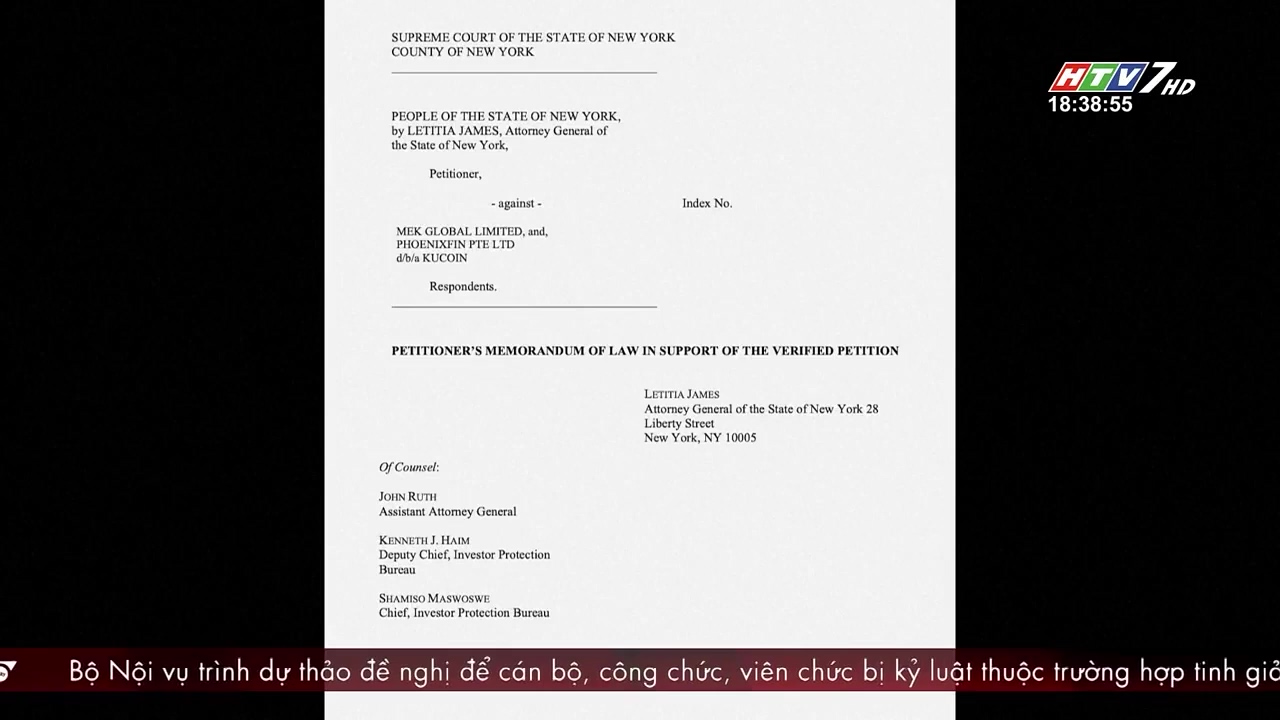 SUPREME COURT OF THE STATE OF NEW YORK
COUNTY OF NEW YORK
HTV7 HD
18:38:55
PEOPLE OF THE STATE OF NEW YORK,
by LETITIA JAMES, Attorney General of
the State of New York,
Petitioner,
- against -
Index No.
MEK GLOBAL LIMITED, and,
PHOENIXFIN PTE LTD
d/b/a KUCOIN
Respondents.
PETITIONER'S MEMORANDUM OF LAW IN SUPPORT OF THE VERIFIED PETITION
LETITIA JAMES
Attorney General of the State of New York 28
Liberty Street
New York, NY 10005
Of Counsel:
JOHN RUTH
Assistant Attorney General
KENNETH J. HAIM
Deputy Chief, Investor Protection
Bureau
SHAMISO MASWOSWE
Chief, Investor Protection Bureau
Bộ Nội vụ trình dự thảo đề nghị để cán bộ, công chức, viên chức bị kỷ luật thuộc trường hợp tinh